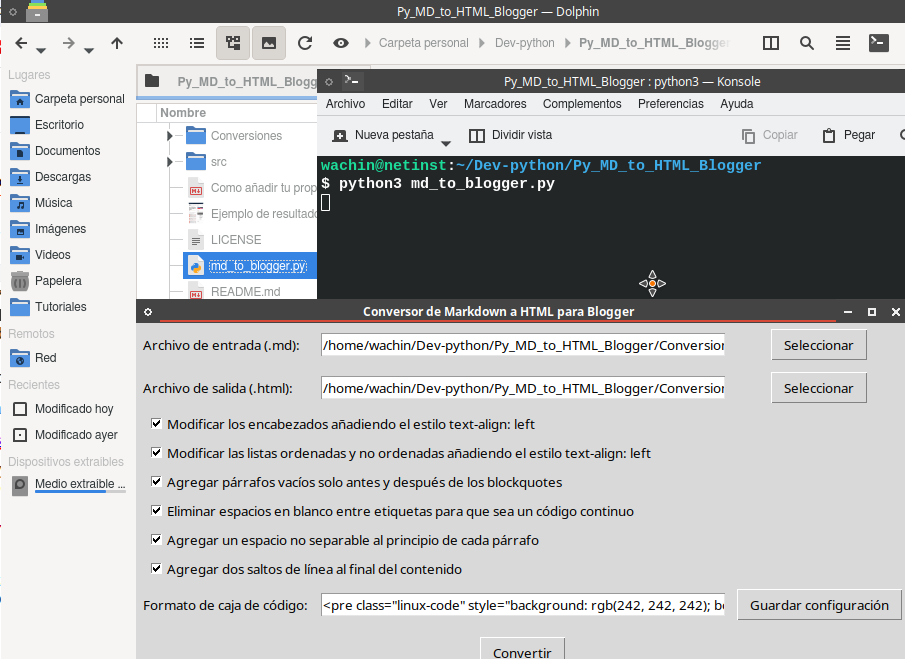 Py_MD_to_HTML_Blogger — Dolphin
Carpeta personal
Dev-python
Py_MD_to_HTML_Blogger
Lugares
Carpeta personal
Escritorio
Documentos
Descargas
Música
Imágenes
Videos
Papelera
Tutoriales
Remotos
Red
Recientes
Modificado hoy
Modificado ayer
Dispositivos extraíbles
Medio extraíble ...
Py_MD_to_HTML_Blogg
Nombre
Conversiones
src
Como añadir tu prop
Ejemplo de resultado
LICENSE
md_to_blogger.py
README.md
Py_MD_to_HTML_Blogger : python3 — Konsole
Archivo Editar Ver Marcadores Complementos Preferencias Ayuda
Nueva pestaña Dividir vista Copiar Pegar
wachin@netinst:~/Dev-python/Py_MD_to_HTML_Blogger
$ python3 md_to_blogger.py
Conversor de Markdown a HTML para Blogger
Archivo de entrada (.md): /home/wachin/Dev-python/Py_MD_to_HTML_Blogger/Conversion Seleccionar
Archivo de salida (.html): /home/wachin/Dev-python/Py_MD_to_HTML_Blogger/Conversion Seleccionar
Modificar los encabezados añadiendo el estilo text-align: left
Modificar las listas ordenadas y no ordenadas añadiendo el estilo text-align: left
Agregar párrafos vacíos solo antes y después de los blockquotes
Eliminar espacios en blanco entre etiquetas para que sea un código continuo
Agregar un espacio no separable al principio de cada párrafo
Agregar dos saltos de línea al final del contenido
Formato de caja de código: <pre class="linux-code" style="background: rgb(242, 242, 242); bo Guardar configuración
Convertir